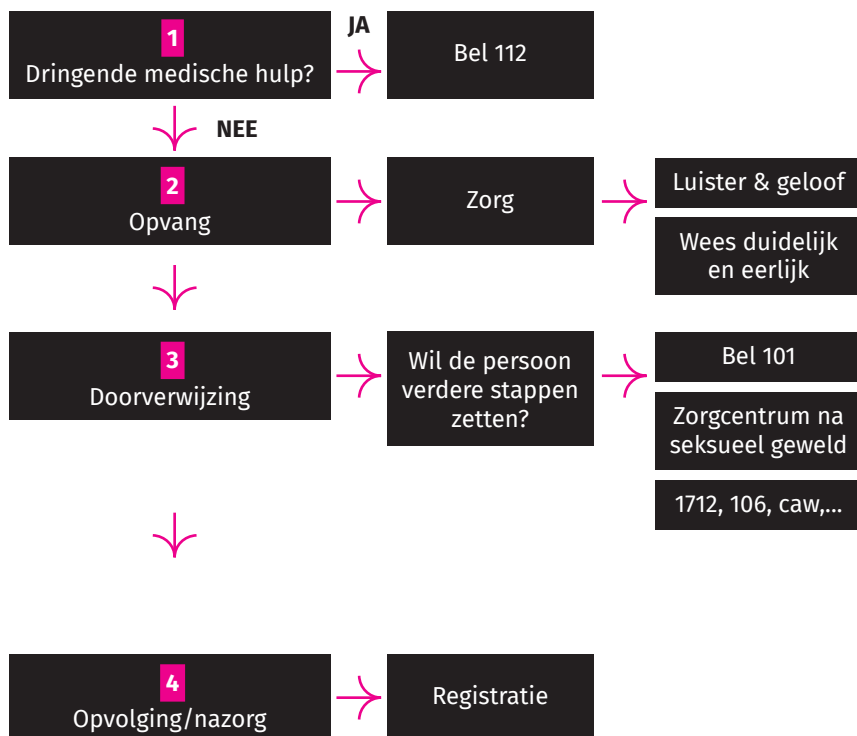 1
Dringende medische hulp?
JA
Bel 112
NEE
2
Opvang
Zorg
Luister & geloof
Wees duidelijk
en eerlijk
3
Doorverwijzing
Wil de persoon
verdere stappen
zetten?
Bel 101
Zorgcentrum na
seksueel geweld
1712, 106, caw,...
4
Opvolging/nazorg
Registratie